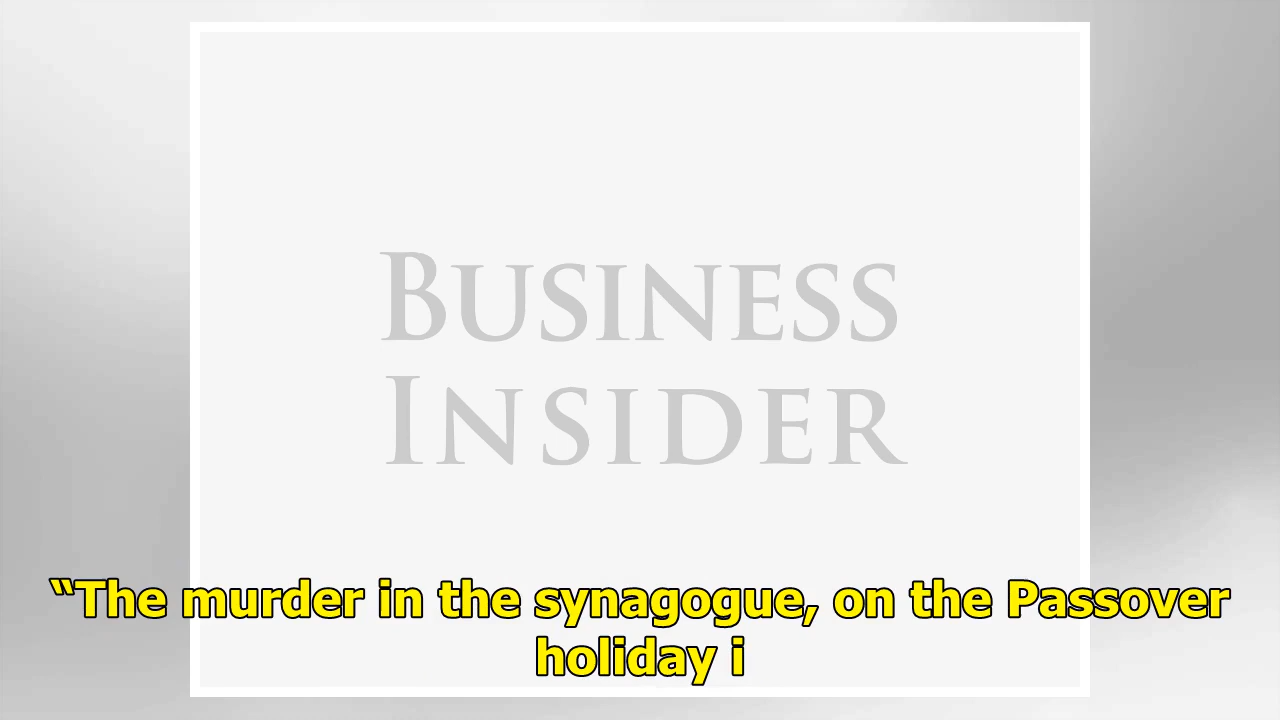 BUSINESS
INSIDER
“The murder in the synagogue, on the Passover
holiday i